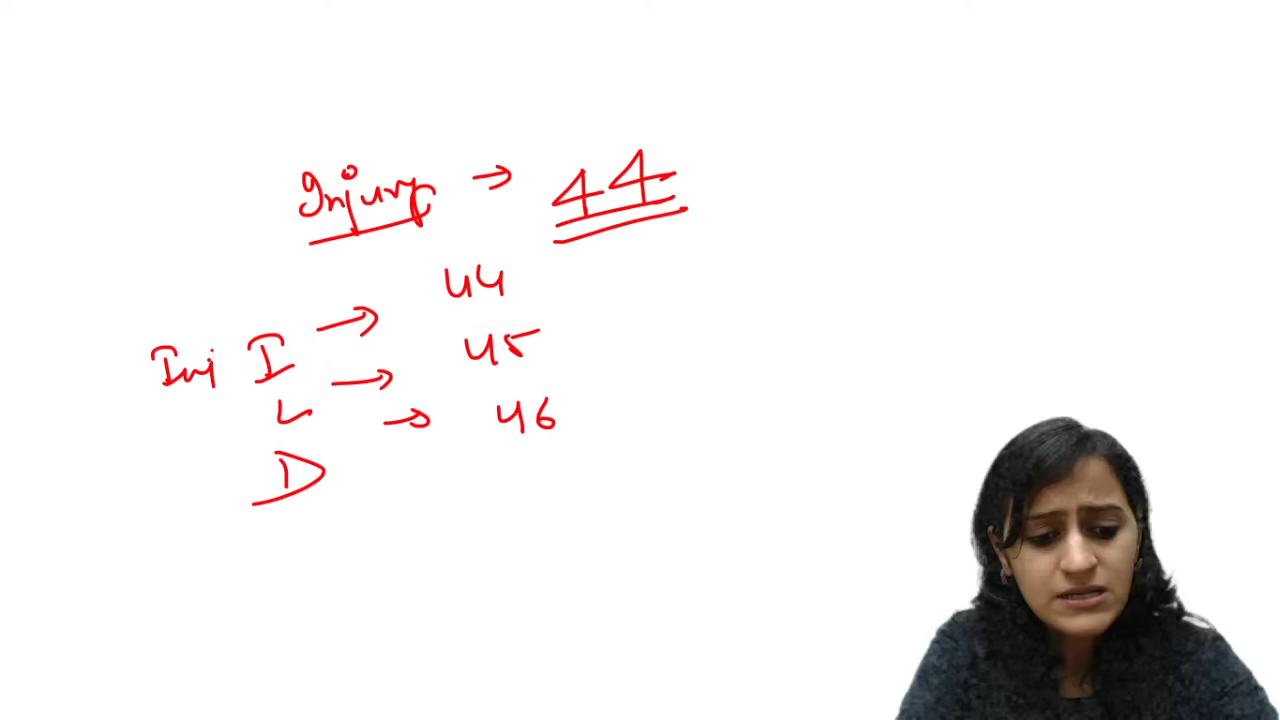 Injury → 44
44
Inj I → 45
L → 46
D